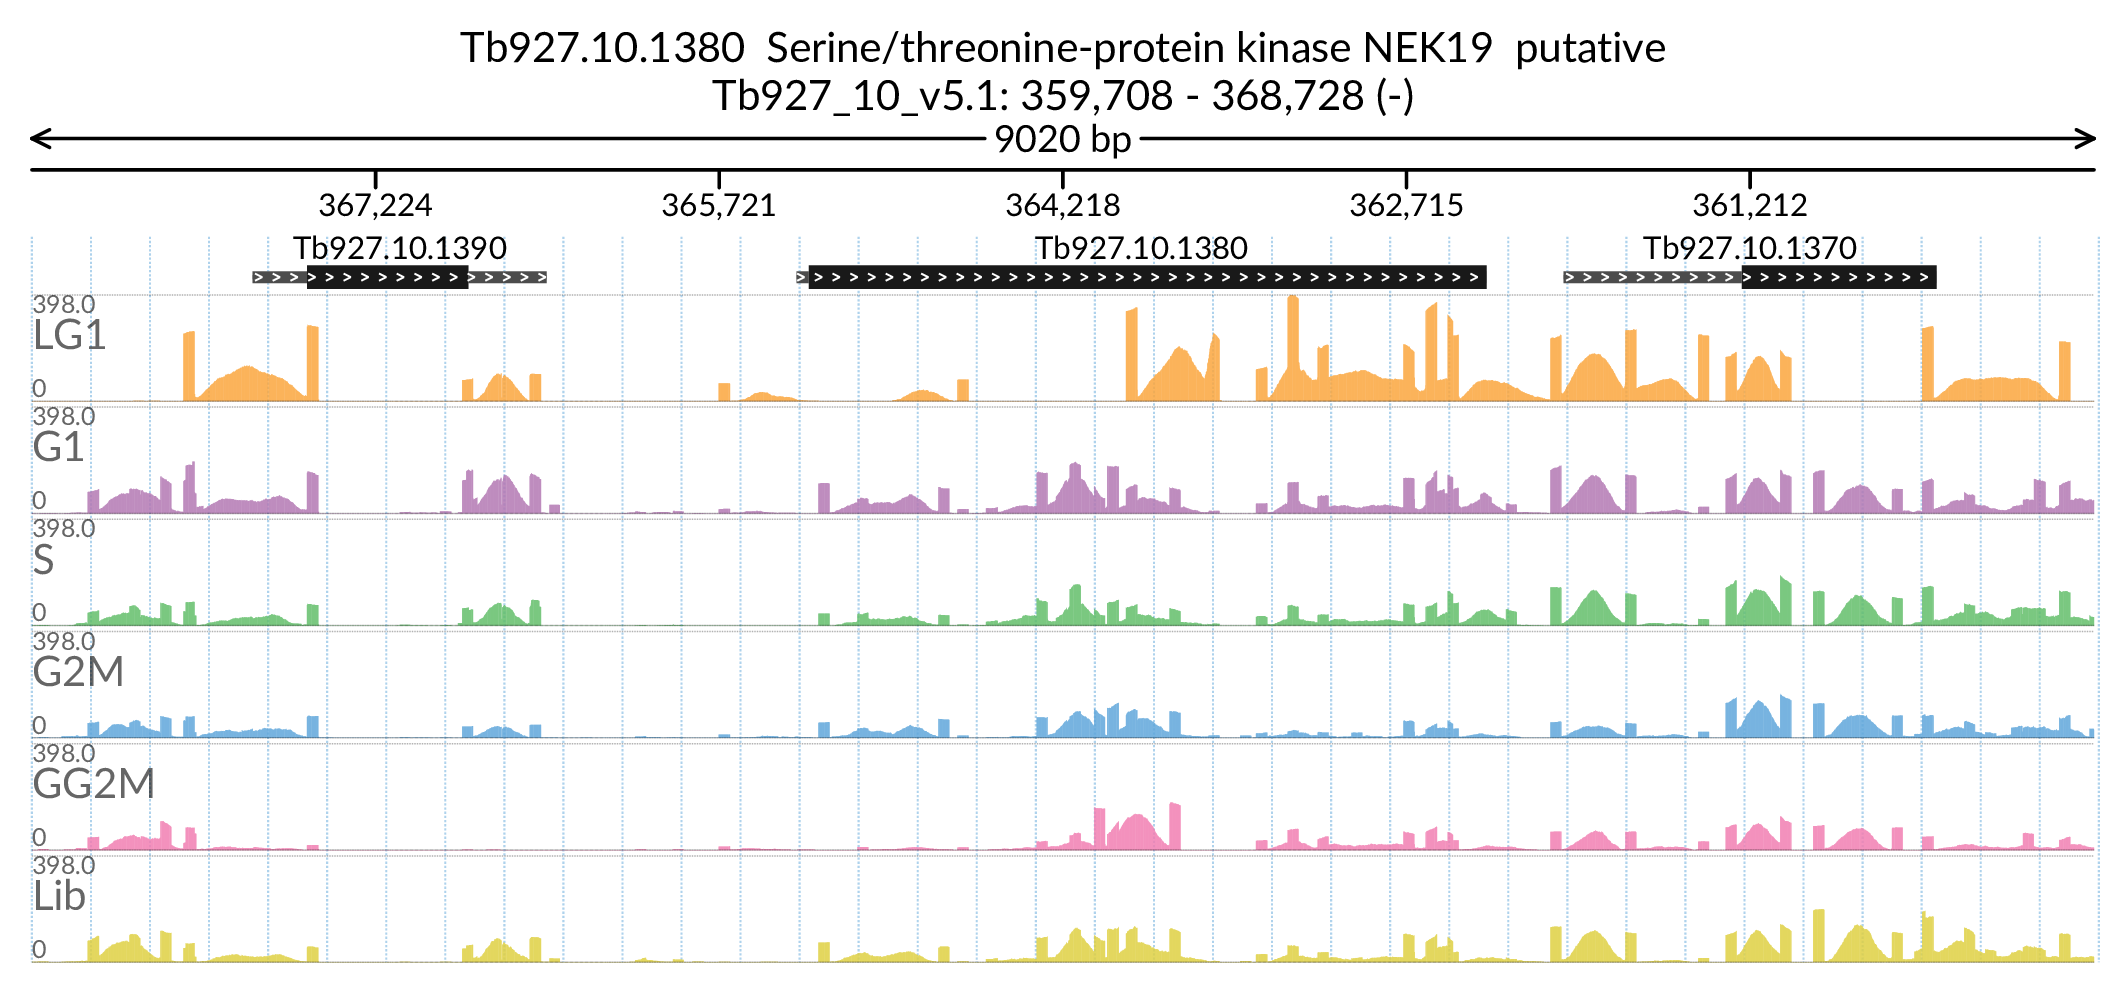 Tb927.10.1380  Serine/threonine-protein kinase NEK19  putative
Tb927_10_v5.1: 359,708 - 368,728 (-)
9020 bp
367,224 365,721 364,218 362,715 361,212
Tb927.10.1390 Tb927.10.1380 Tb927.10.1370
398.0
LG1
0
398.0
G1
0
398.0
S
0
398.0
G2M
0
398.0
GG2M
0
398.0
Lib
0